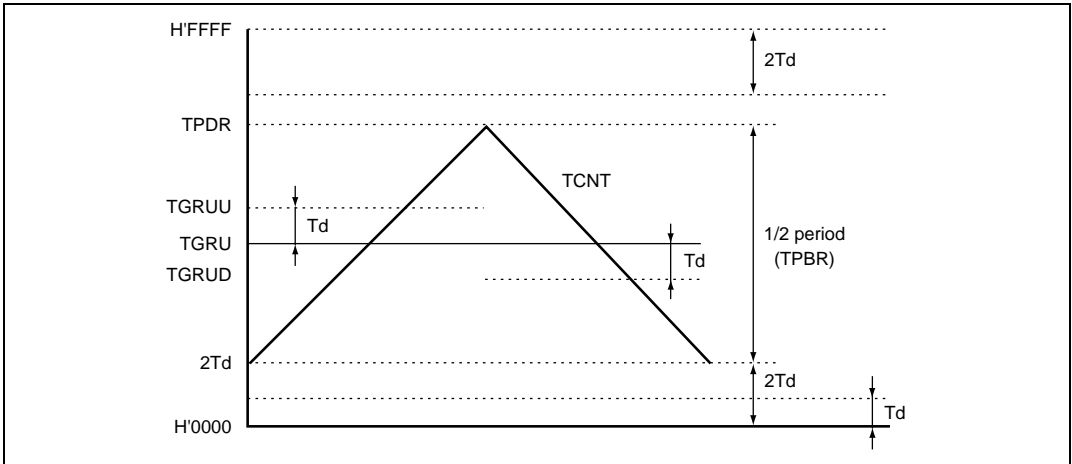 H'FFFF
2Td
TPDR
TCNT
TGRUU
Td
TGRU
1/2 period
(TPBR)
Td
TGRUD
2Td
2Td
Td
H'0000